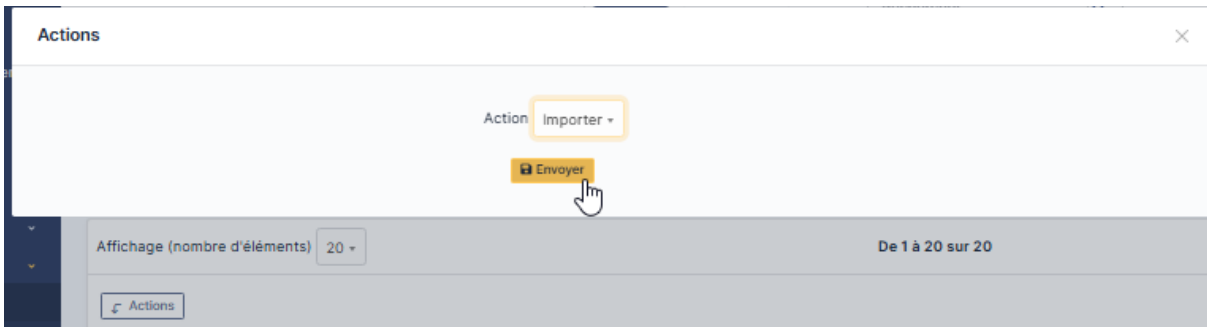 Actions
Action Importer
Envoyer
Affichage (nombre d'éléments) 20
De 1 à 20 sur 20
Actions